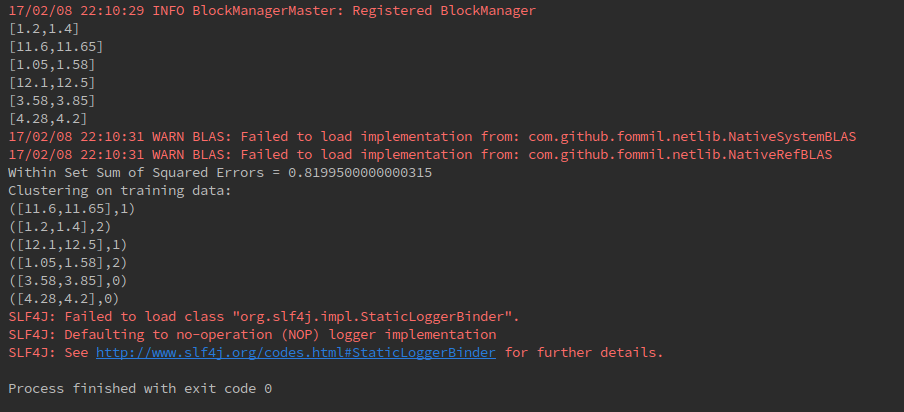 17/02/08 22:10:29 INFO BlockManagerMaster: Registered BlockManager
[1.2,1.4]
[11.6,11.65]
[1.05,1.58]
[12.1,12.5]
[3.58,3.85]
[4.28,4.2]
17/02/08 22:10:31 WARN BLAS: Failed to load implementation from: com.github.fommil.netlib.NativeSystemBLAS
17/02/08 22:10:31 WARN BLAS: Failed to load implementation from: com.github.fommil.netlib.NativeRefBLAS
Within Set Sum of Squared Errors = 0.8199500000000315
Clustering on training data:
([11.6,11.65],1)
([1.2,1.4],2)
([12.1,12.5],1)
([1.05,1.58],2)
([3.58,3.85],0)
([4.28,4.2],0)
SLF4J: Failed to load class "org.slf4j.impl.StaticLoggerBinder".
SLF4J: Defaulting to no-operation (NOP) logger implementation
SLF4J: See http://www.slf4j.org/codes.html#StaticLoggerBinder for further details.
Process finished with exit code 0